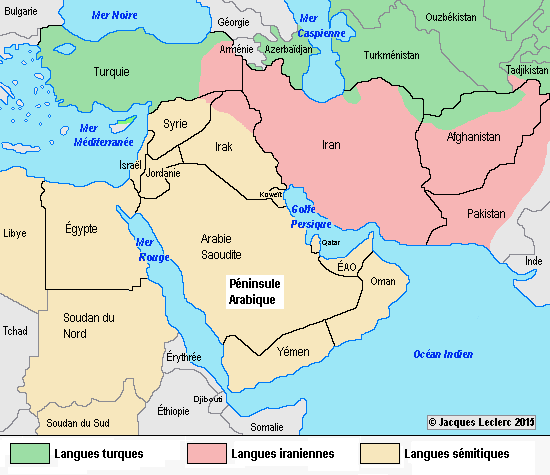 Bulgarie
Mer Noire
Géorgie
Mer
Caspienne
Ouzbékistan
Arménie
Azerbaïdjan
Turkménistan
Turquie
Tadjikistan
Mer
Méditerranée
Syrie
Irak
Iran
Afghanistan
Israël
Jordanie
Koweït
Golfe
Persique
Pakistan
Libye
Égypte
Mer
Rouge
Arabie
Saoudite
Qatar
ÉAO
Oman
Inde
Péninsule
Arabique
Tchad
Soudan du
Nord
Érythrée
Yémen
Océan Indien
Djibouti
Éthiopie
Soudan du Sud
Somalie
© Jacques Leclerc 2011
Langues turques
Langues iraniennes
Langues sémitiques